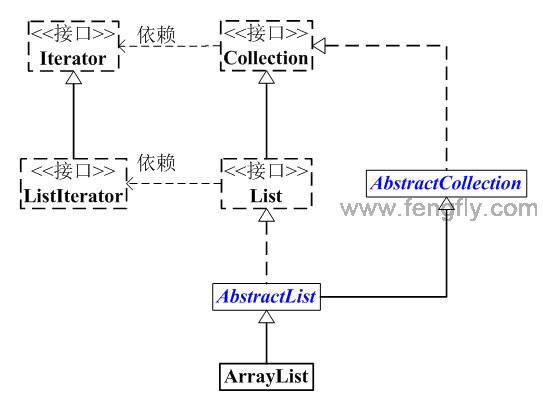 <<接口>>
Iterator
依赖
<<接口>>
Collection
<<接口>>
ListIterator
依赖
<<接口>>
List
AbstractCollection
www.fengfly.com
AbstractList
ArrayList